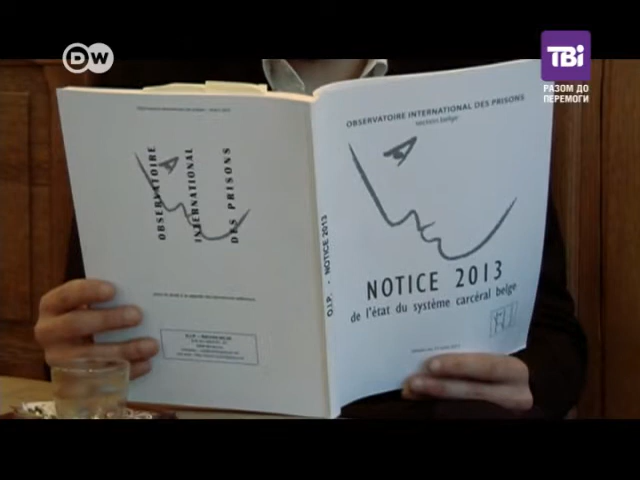 DW
ТВі
РАЗОМ ДО
ПЕРЕМОГИ
OBSERVATOIRE
INTERNATIONAL
DES PRISONS
O.I.P. - NOTICE 2013
OBSERVATOIRE INTERNATIONAL DES PRISONS
section belge
NOTICE 2013
de l'état du système carcéral belge